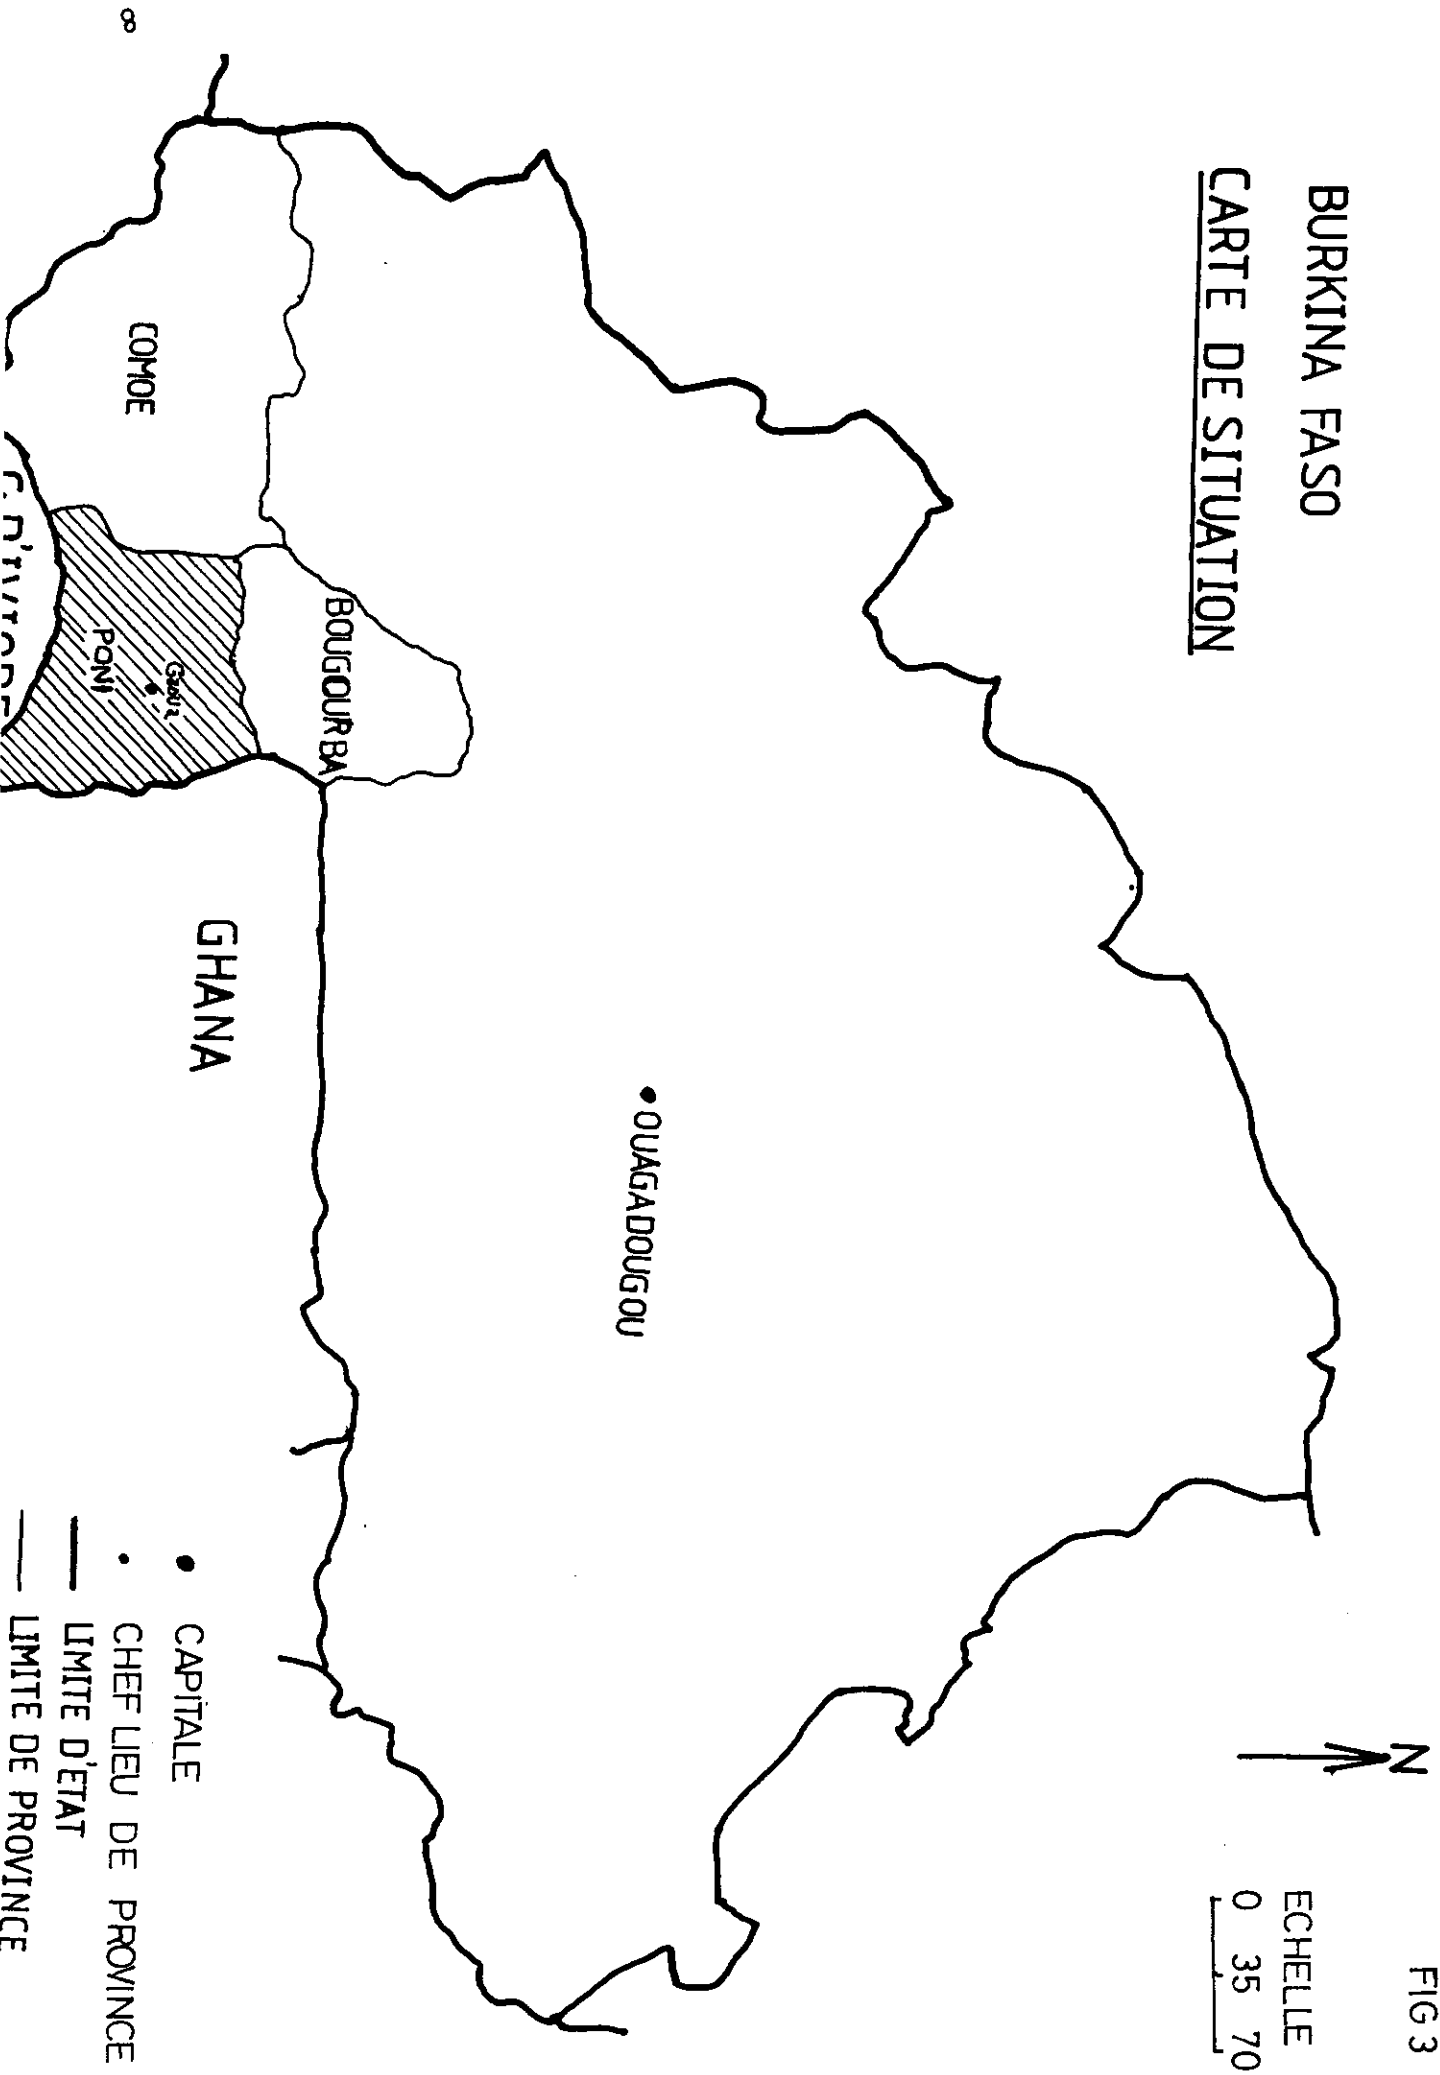 FIG 3
BURKINA FASO
CARTE DE SITUATION
N
ECHELLE
0 35 70
OUAGADOUGOU
BOUGOURBA
COMOE
PONI
GHANA
CAPITALE
CHEF LIEU DE PROVINCE
LIMITE D'ETAT
LIMITE DE PROVINCE
8